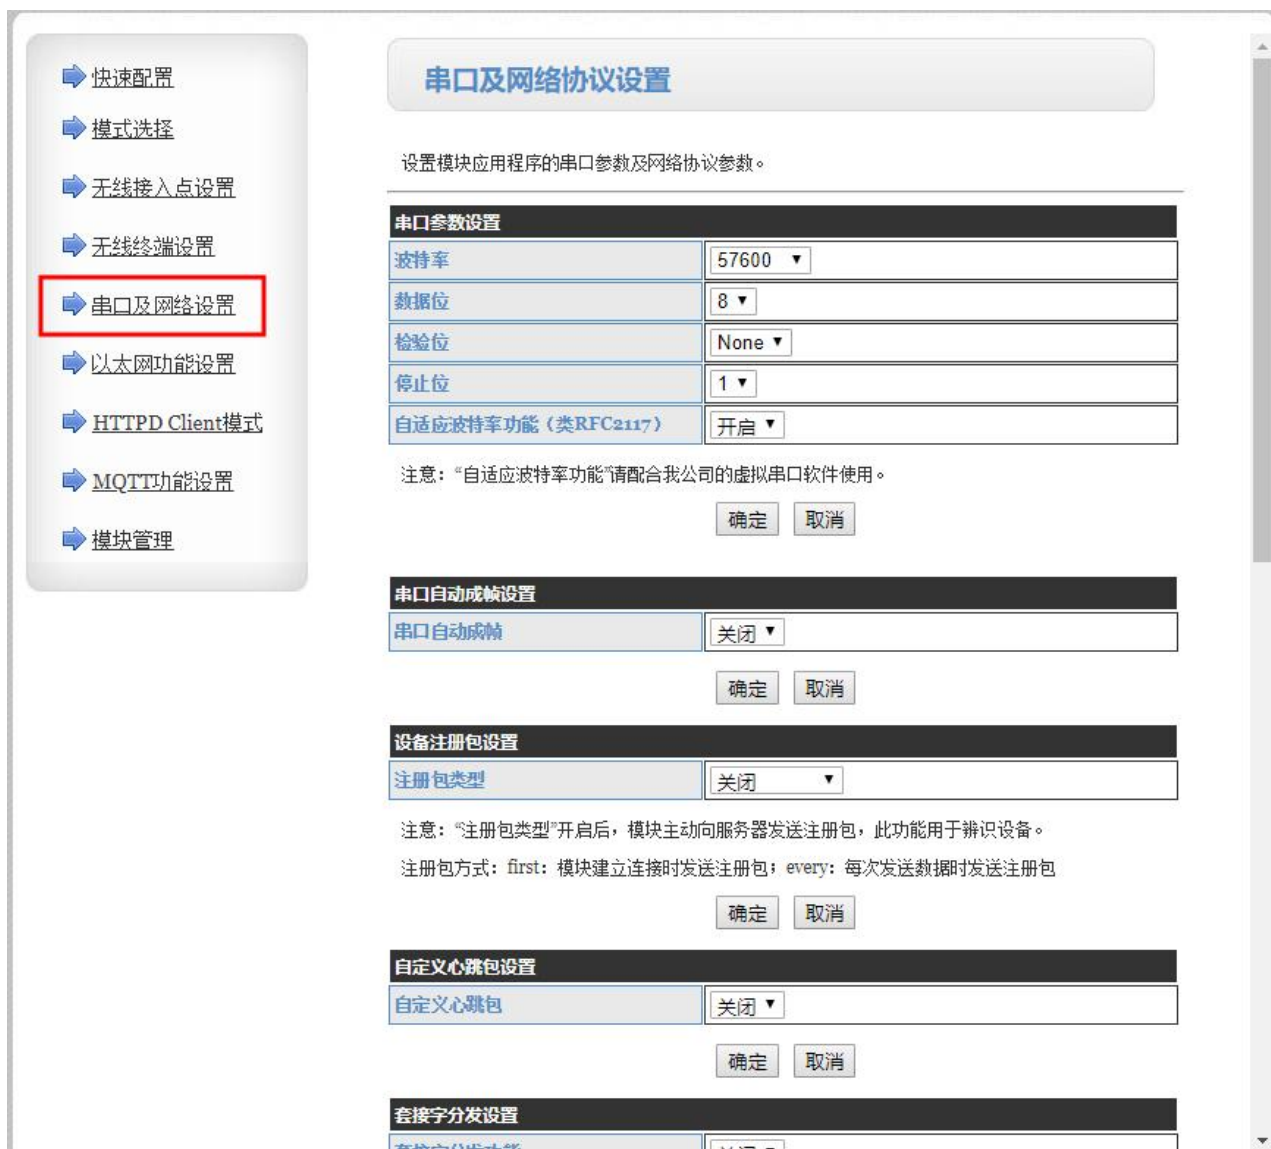 快速配置
模式选择
无线接入点设置
无线终端设置
串口及网络设置
以太网功能设置
HTTPD Client模式
MQTT功能设置
模块管理
串口及网络协议设置
设置模块应用程序的串口参数及网络协议参数。
串口参数设置
波特率 57600
数据位 8
检验位 None
停止位 1
自适应波特率功能（类RFC2117） 开启
注意：“自适应波特率功能”请配合我公司的虚拟串口软件使用。
确定 取消
串口自动成帧设置
串口自动成帧 关闭
确定 取消
设备注册包设置
注册包类型 关闭
注意：“注册包类型”开启后，模块主动向服务器发送注册包，此功能用于辨识设备。
注册包方式：first：模块建立连接时发送注册包；every：每次发送数据时发送注册包
确定 取消
自定义心跳包设置
自定义心跳包 关闭
确定 取消
套接字分发设置